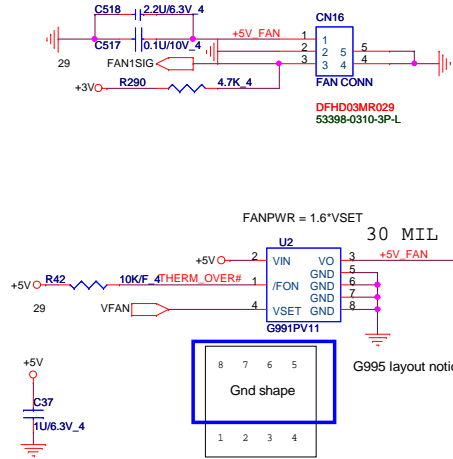 C518 2.2U/6.3V_4
C517 0.1U/10V_4
+5V_FAN
CN16
1 1
2 2 5 5
3 3 4 4
29 FAN1SIG
R290 4.7K_4
+3V
FAN CONN
DFHD03MR029
53398-0310-3P-L
FANPWR = 1.6*VSET
30 MIL
U2
+5V 2 VIN VO 3 +5V_FAN
GND 5
R42 10K/F_4 THERM_OVER# 1 /FON GND 6
+5V
GND 7
29 VFAN 4 VSET GND 8
G991PV11
G995 layout notic
+5V
8 7 6 5
Gnd shape
C37
1U/6.3V_4
1 2 3 4